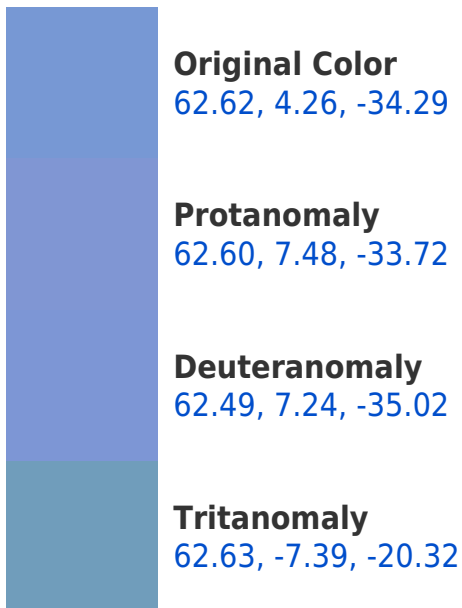 Original Color
62.62, 4.26, -34.29
Protanomaly
62.60, 7.48, -33.72
Deuteranomaly
62.49, 7.24, -35.02
Tritanomaly
62.63, -7.39, -20.32